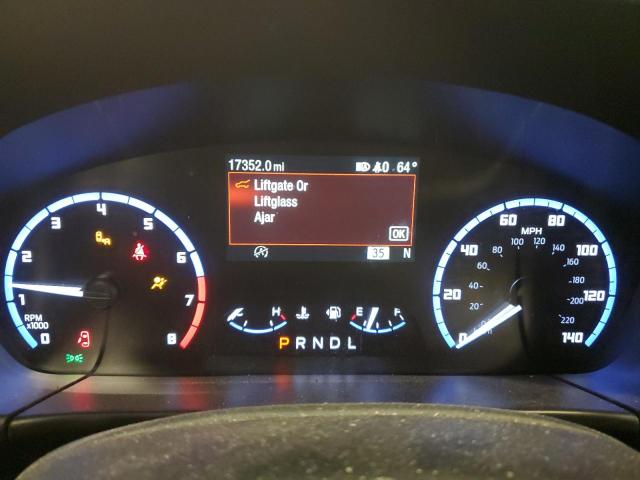 17352.0 mi 0 64°
Liftgate Or
Liftglass
Ajar
OK
35 N
0 1 2 3 4 5 6 7 8
RPM
x1000
H
E F
P R N D L
0 20 40 60 80 100 120 140
MPH
20 40 60 80 100 120 140 160 180 200 220